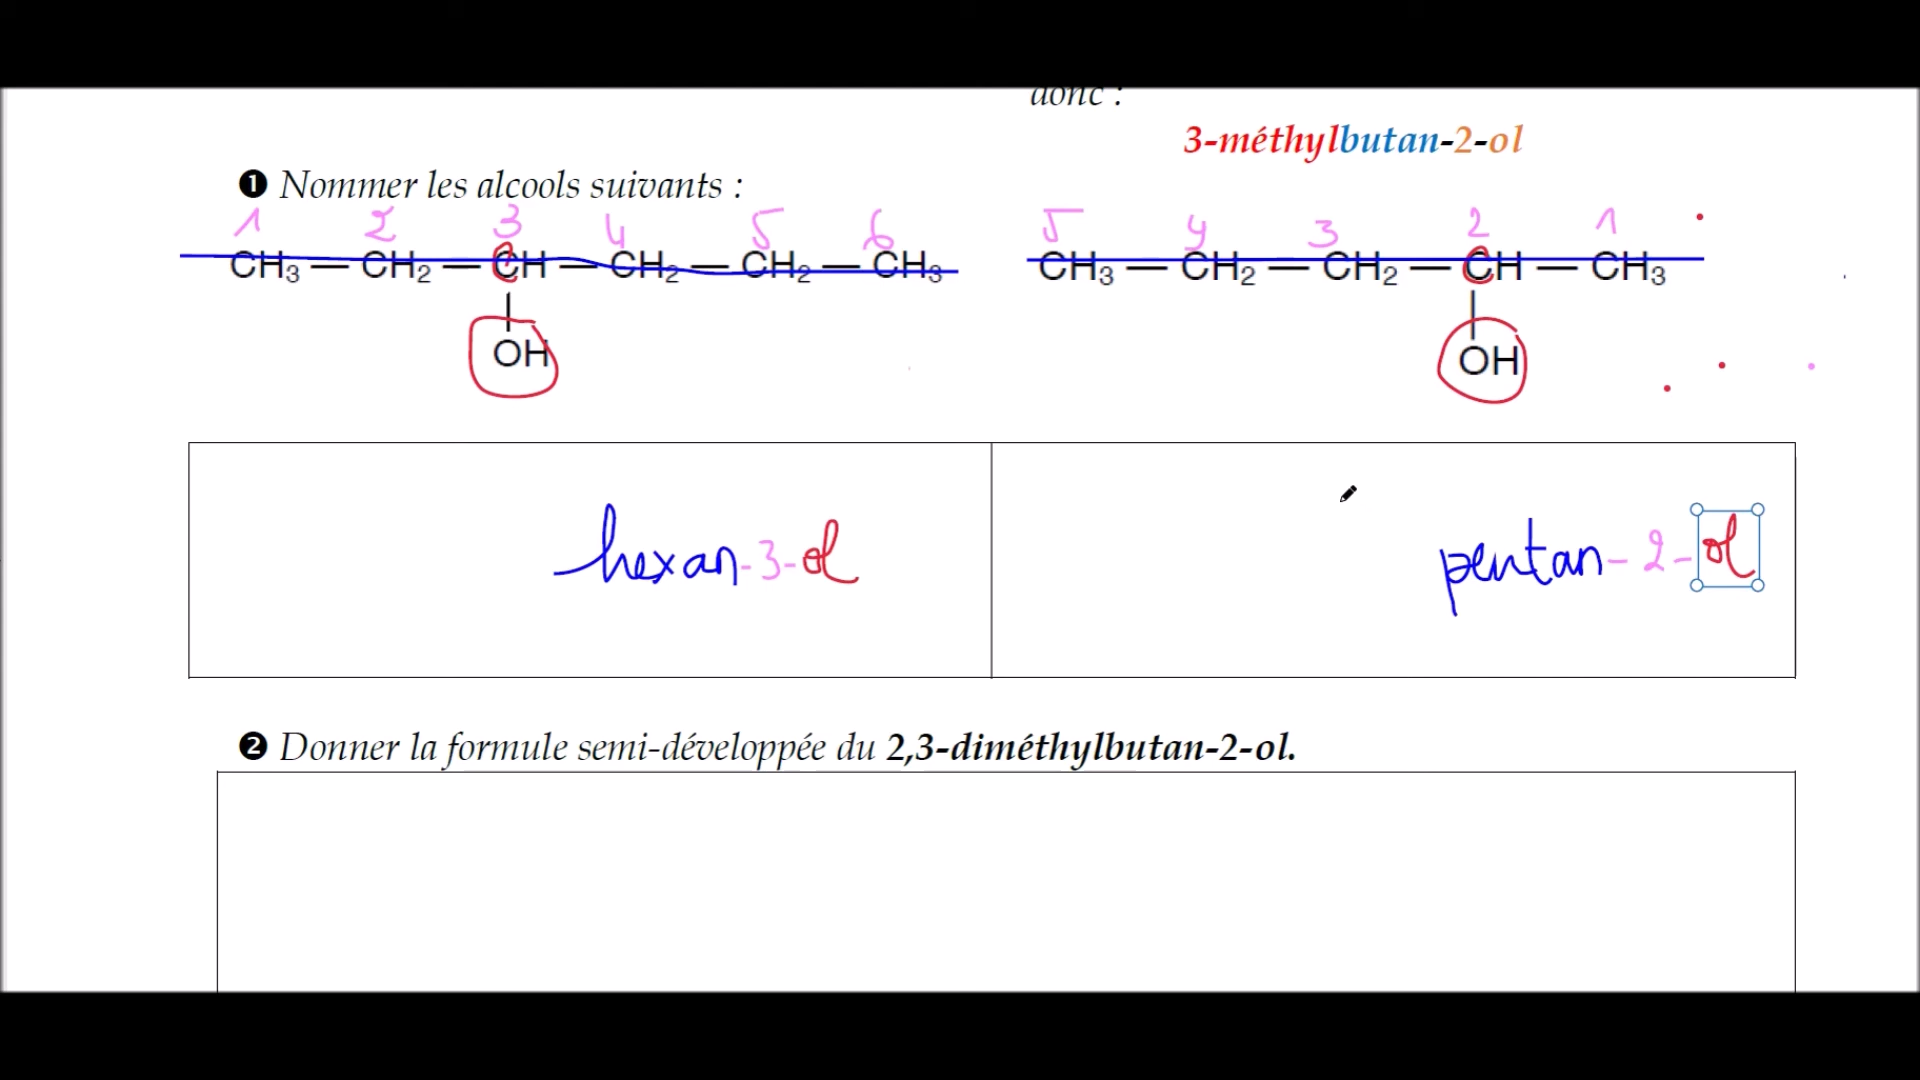 donc :
3-méthylbutan-2-ol
❶ Nommer les alcools suivants :
1 2 3 4 5 6
5 4 3 2 1
CH₃ — CH₂ — CH — CH₂ — CH₂ — CH₃
OH
CH₃ — CH₂ — CH₂ — CH — CH₃
OH
hexan-3-ol
pentan-2-ol
❷ Donner la formule semi-développée du 2,3-diméthylbutan-2-ol.